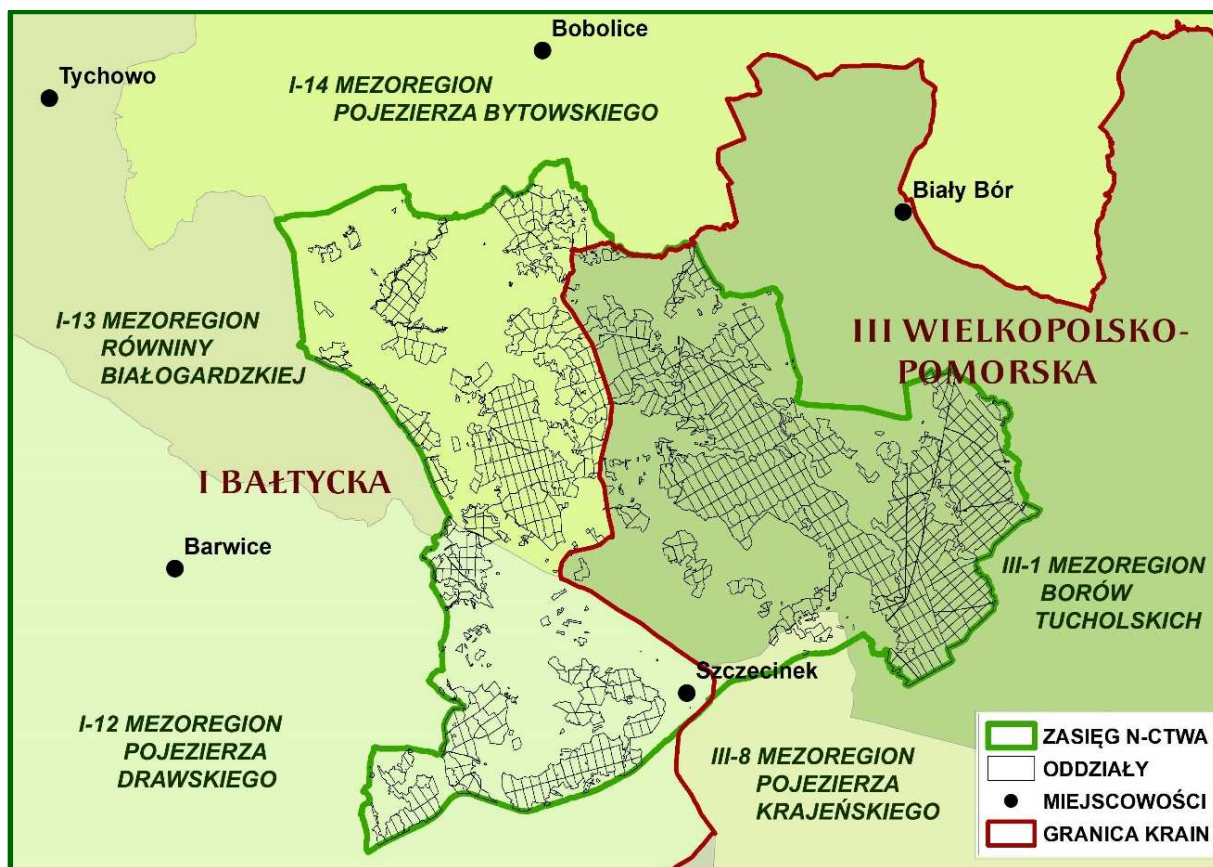 Bobolice
Tychowo
I-14 MEZOREGION
POJEZIERZA BYTOWSKIEGO
Biały Bór
I-13 MEZOREGION
RÓWNINY
BIAŁOGARDZKIEJ
III WIELKOPOLSKO-
POMORSKA
I BAŁTYCKA
Barwice
III-1 MEZOREGION
BORÓW
TUCHOLSKICH
Szczecinek
I-12 MEZOREGION
POJEZIERZA
DRAWSKIEGO
III-8 MEZOREGION
POJEZIERZA
KRAJEŃSKIEGO
ZASIĘG N-CTWA
ODDZIAŁY
MIEJSCOWOŚCI
GRANICA KRAIN